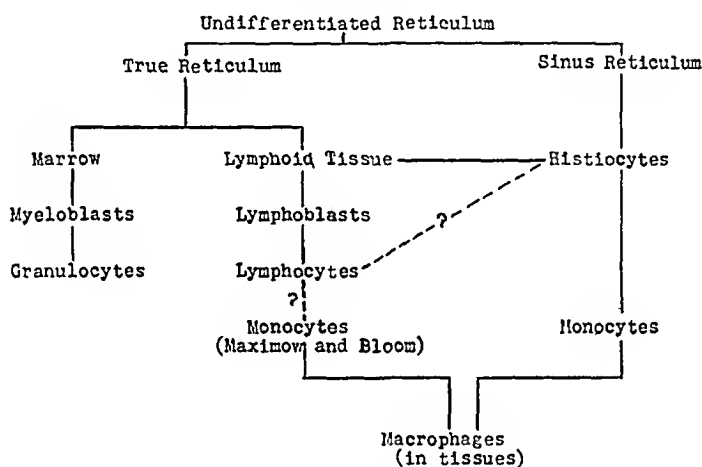 Undifferentiated Reticulum
True Reticulum
Sinus Reticulum
Marrow
Lymphoid Tissue
Histiocytes
Myeloblasts
Lymphoblasts
?
Granulocytes
Lymphocytes
?
Monocytes
(Maximow and Bloom)
Monocytes
Macrophages
(in tissues)